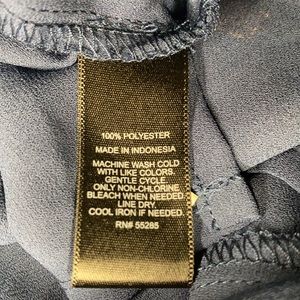 100% POLYESTER
MADE IN INDONESIA
MACHINE WASH COLD
WITH LIKE COLORS.
GENTLE CYCLE.
ONLY NON-CHLORINE
BLEACH WHEN NEEDED.
LINE DRY.
COOL IRON IF NEEDED.
RN# 55285